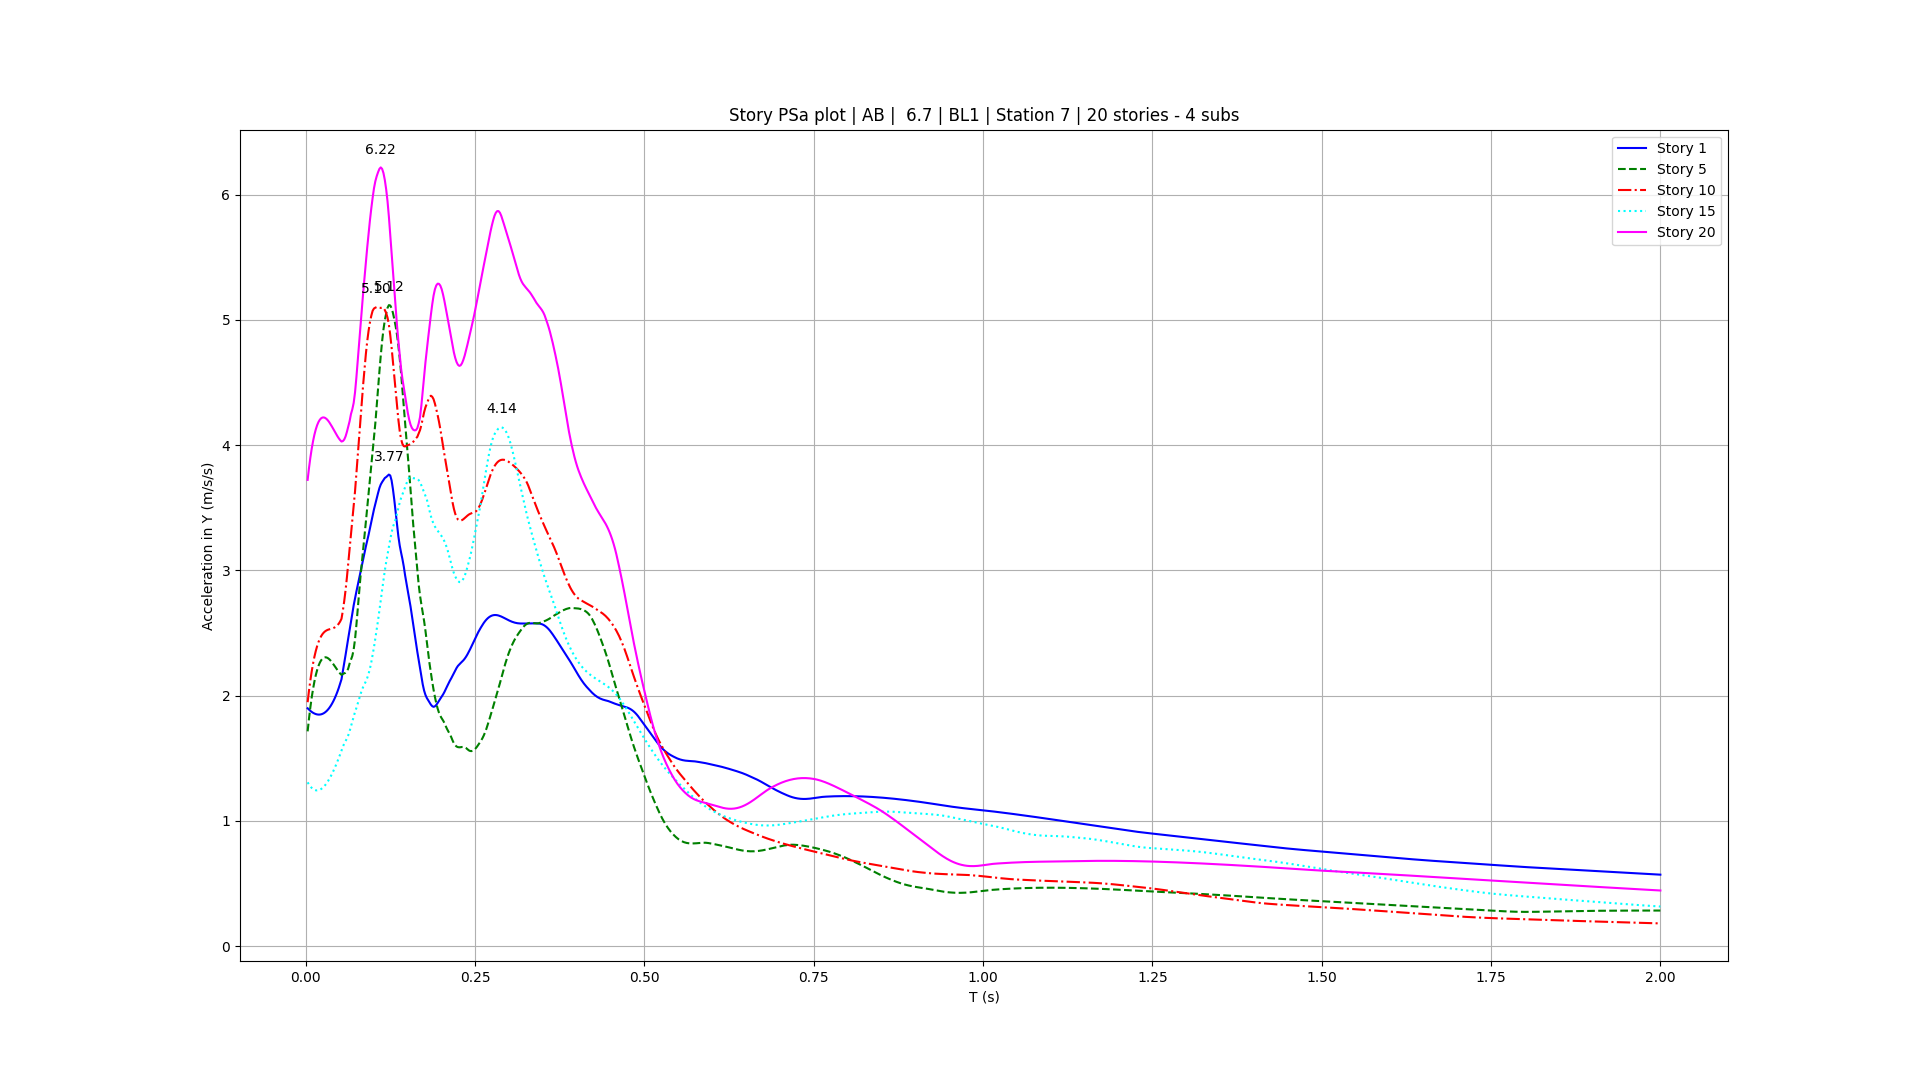 Story PSa plot | AB |  6.7 | BL1 | Station 7 | 20 stories - 4 subs
Story 1
Story 5
Story 10
Story 15
Story 20
6.22
5.10
5.12
4.14
3.77
Acceleration in Y (m/s/s)
6
5
4
3
2
1
0
0.00 0.25 0.50 0.75 1.00 1.25 1.50 1.75 2.00
T (s)